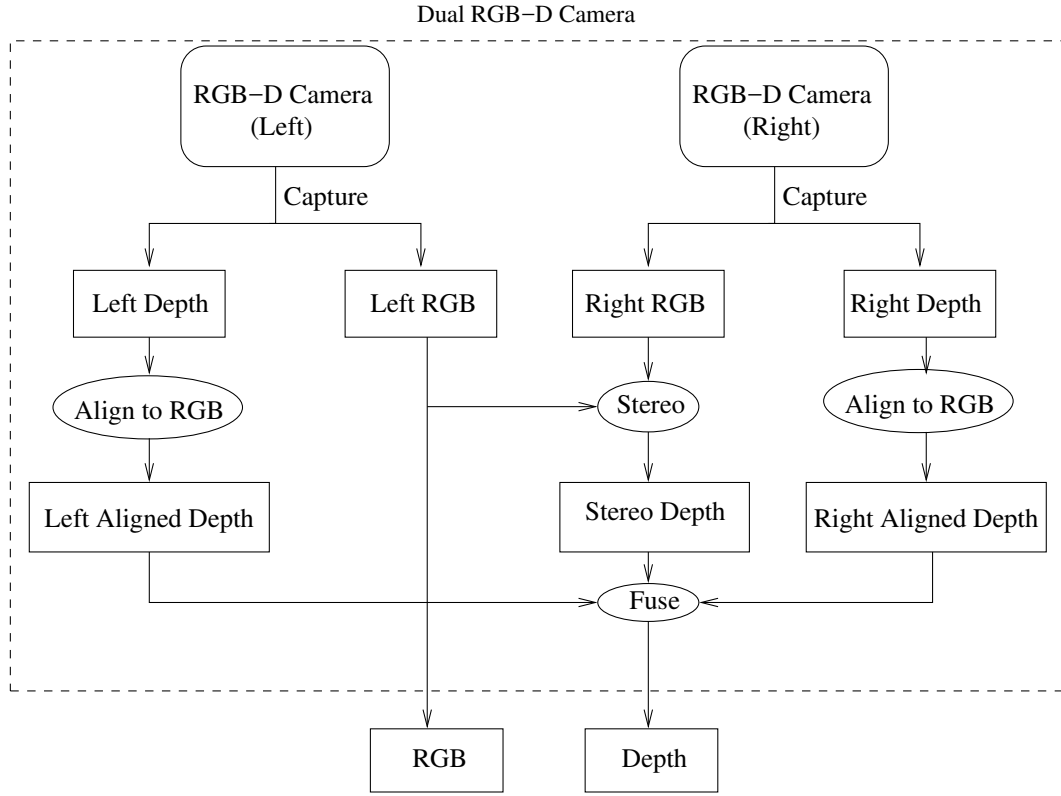 Dual RGB−D Camera
RGB−D Camera
(Left)
RGB−D Camera
(Right)
Capture
Capture
Left Depth
Left RGB
Right RGB
Right Depth
Align to RGB
Stereo
Align to RGB
Left Aligned Depth
Stereo Depth
Right Aligned Depth
Fuse
RGB
Depth